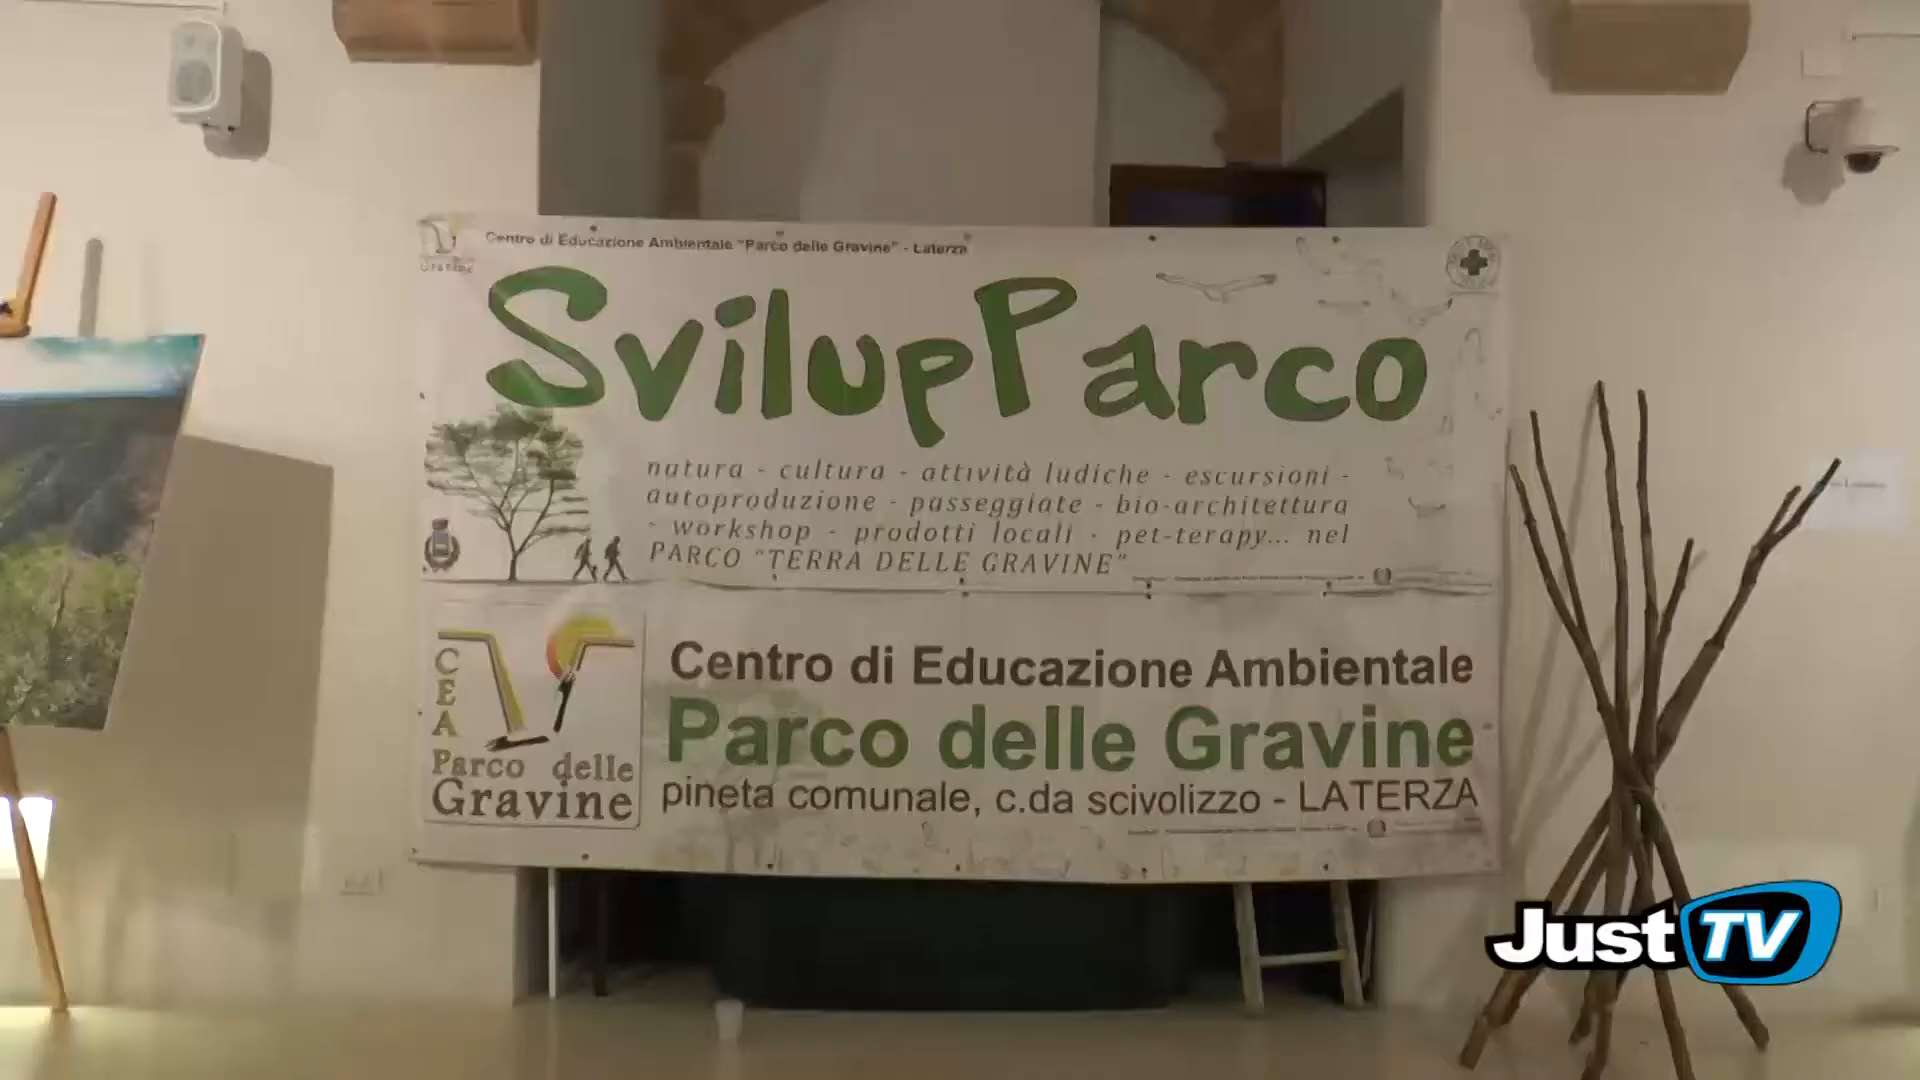 Centro di Educazione Ambientale "Parco delle Gravine" - Laterza
SvilupParco
natura - cultura - attività ludiche - escursioni -
autoproduzione - passeggiate - bio-architettura
- workshop - prodotti locali - pet-terapy... nel
PARCO "TERRA DELLE GRAVINE"
CEA
Parco delle
Gravine
Centro di Educazione Ambientale
Parco delle Gravine
pineta comunale, c.da scivolizzo - LATERZA
Just TV